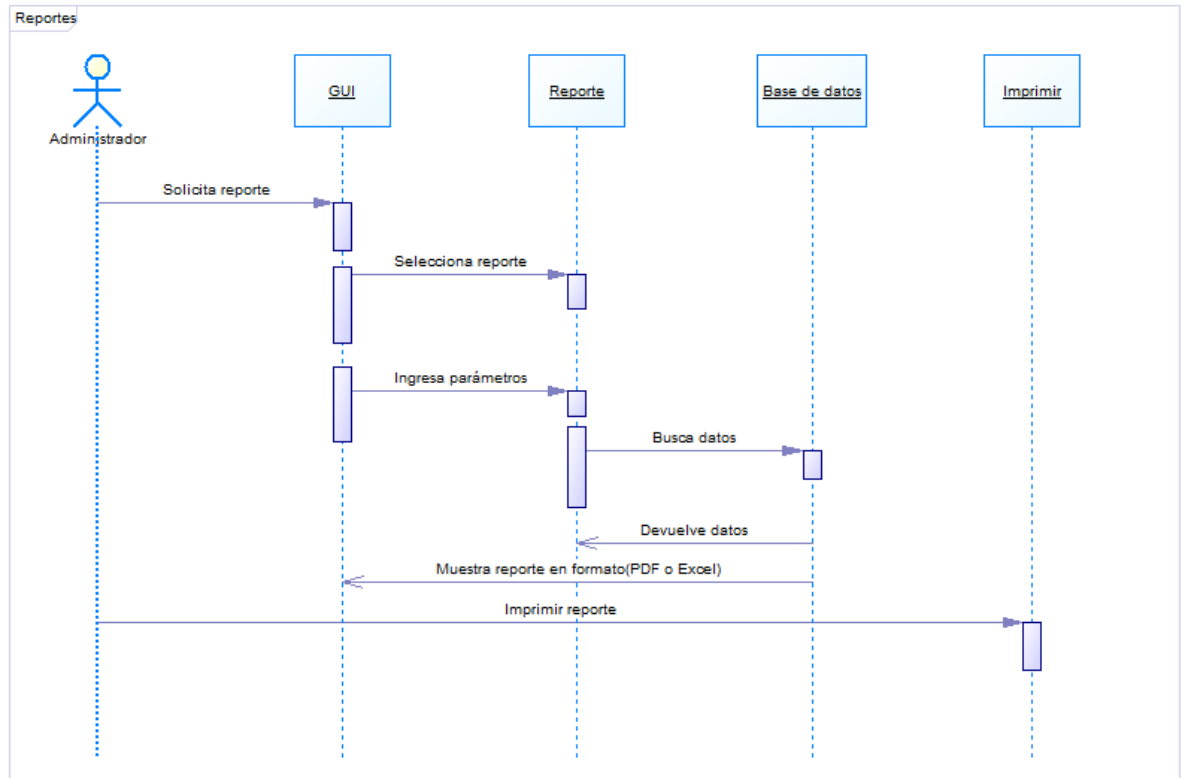 Reportes
Administrador
GUI
Reporte
Base de datos
Imprimir
Solicita reporte
Selecciona reporte
Ingresa parámetros
Busca datos
Devuelve datos
Muestra reporte en formato(PDF o Excel)
Imprimir reporte